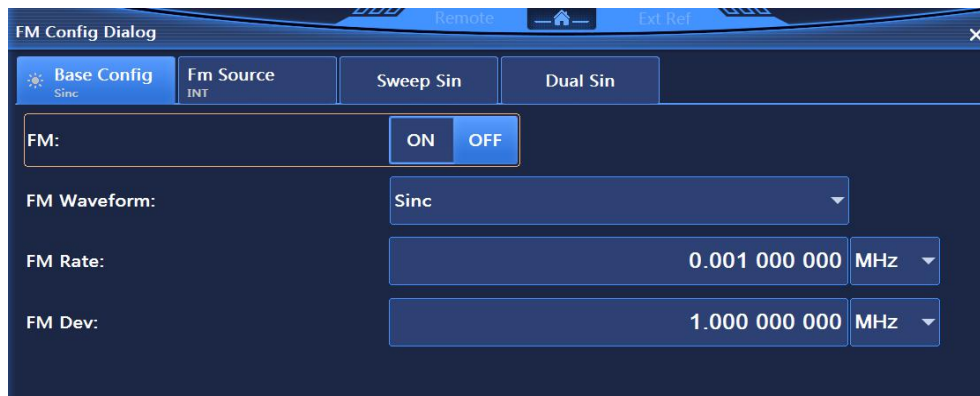 Remote
Ext Ref
FM Config Dialog
Base Config
Sinc
Fm Source
INT
Sweep Sin
Dual Sin
FM: ON OFF
FM Waveform: Sinc
FM Rate: 0.001 000 000 MHz
FM Dev: 1.000 000 000 MHz